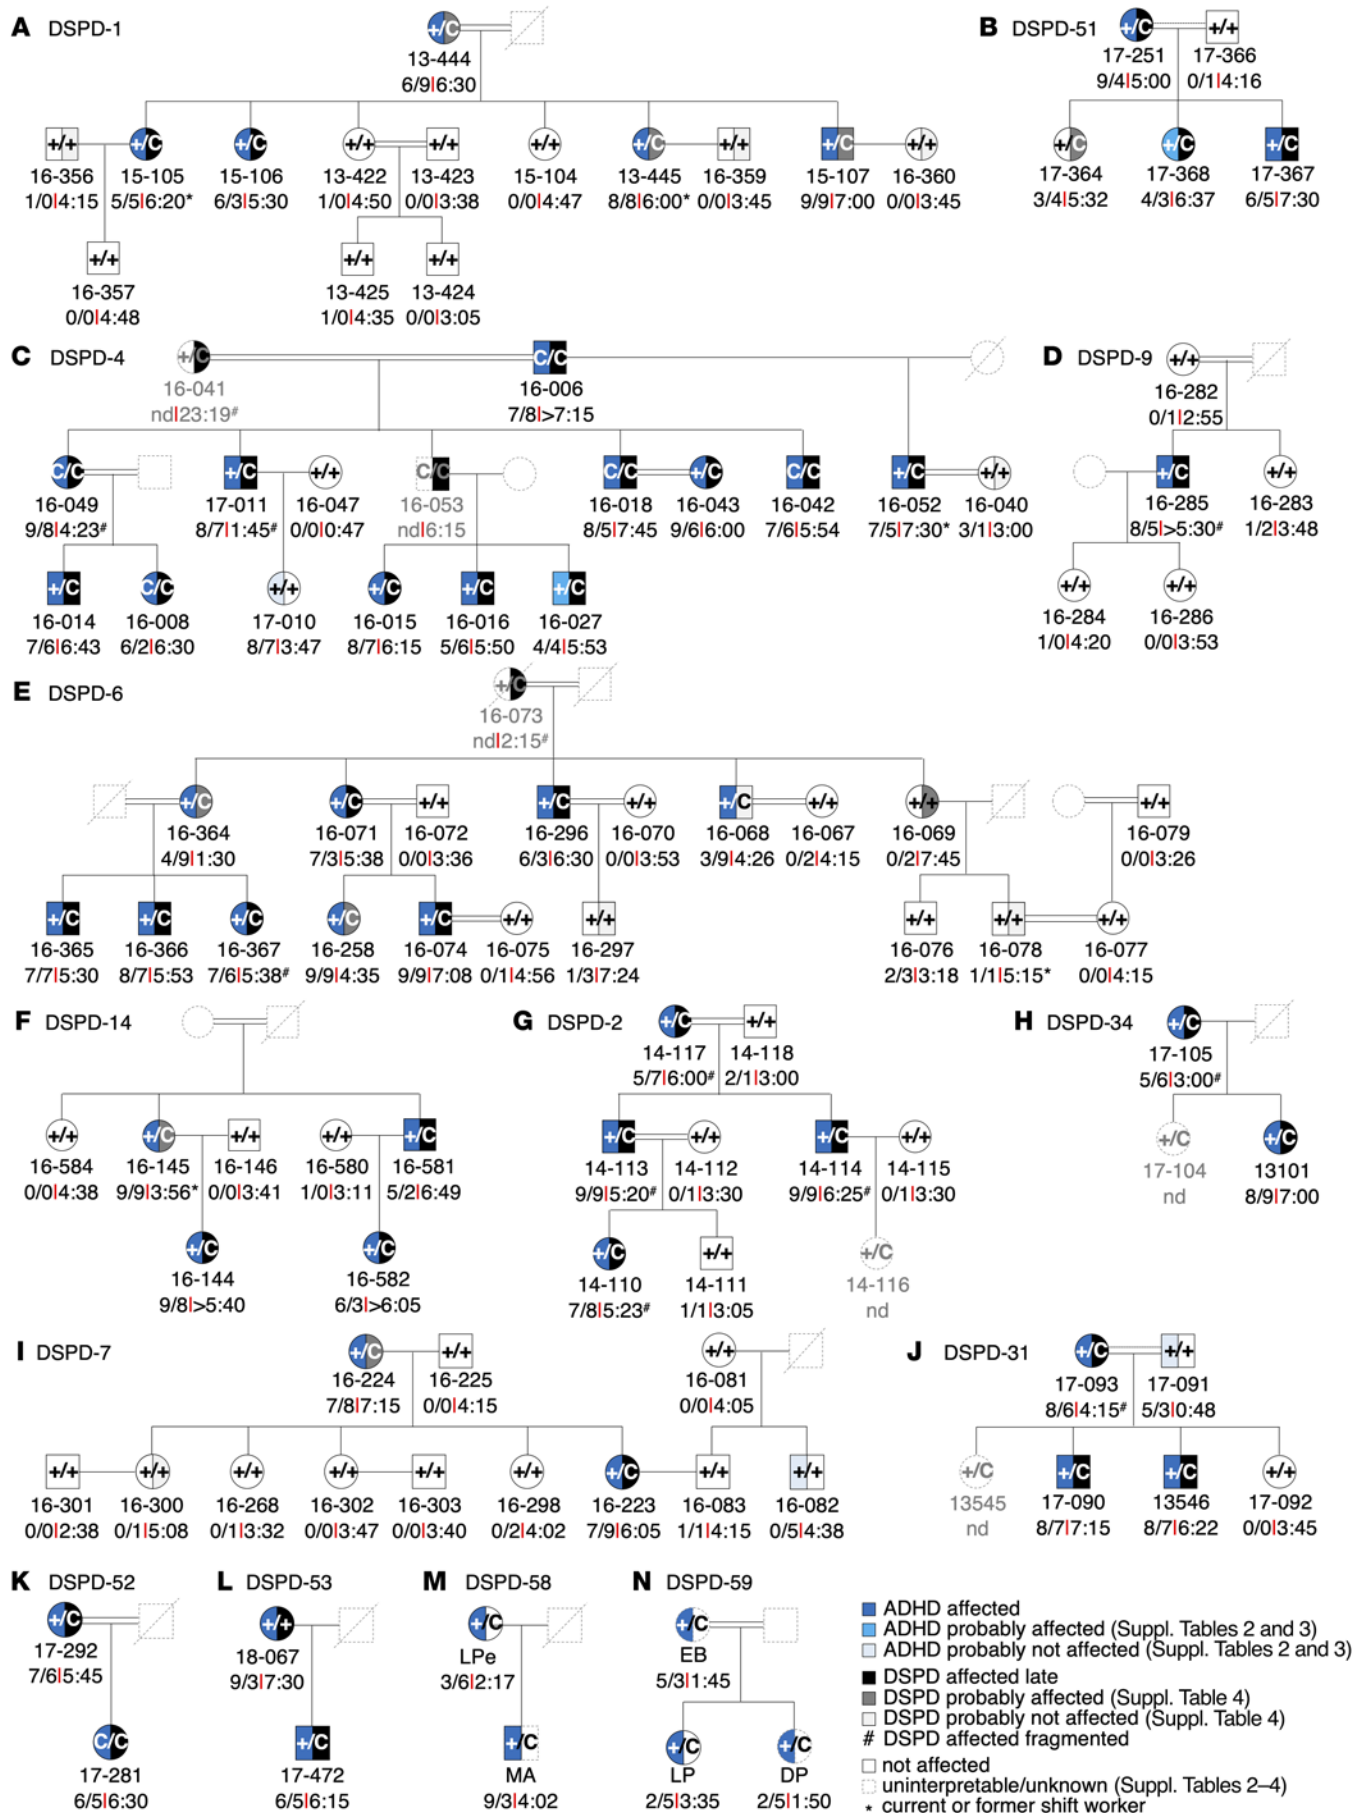 A DSPD-1
+/C
13-444
6/9|6:30
+/+ +/C +/C +/+ +/+ +/+ +/C +/+ +/C +/+
16-356 15-105 15-106 13-422 13-423 15-104 13-445 16-359 15-107 16-360
1/0|4:15 5/5|6:20* 6/3|5:30 1/0|4:50 0/0|3:38 0/0|4:47 8/8|6:00* 0/0|3:45 9/9|7:00 0/0|3:45
+/+ +/+ +/+
16-357 13-425 13-424
0/0|4:48 1/0|4:35 0/0|3:05
B DSPD-51
+/C +/+
17-251 17-366
9/4|5:00 0/1|4:16
+/C +/C +/C
17-364 17-368 17-367
3/4|5:32 4/3|6:37 6/5|7:30
C DSPD-4
+/C C/C
16-041 16-006
nd|23:19# 7/8|>7:15
C/C +/C +/+ C/C C/C +/C C/C +/C +/+
16-049 17-011 16-047 16-053 16-018 16-043 16-042 16-052 16-040
9/8|4:23# 8/7|1:45# 0/0|0:47 nd|6:15 8/5|7:45 9/6|6:00 7/6|5:54 7/5|7:30* 3/1|3:00
+/C C/C +/+ +/C +/C +/C
16-014 16-008 17-010 16-015 16-016 16-027
7/6|6:43 6/2|6:30 8/7|3:47 8/7|6:15 5/6|5:50 4/4|5:53
D DSPD-9
+/+
16-282
0/1|2:55
+/C +/+
16-285 16-283
8/5|>5:30# 1/2|3:48
+/+ +/+
16-284 16-286
1/0|4:20 0/0|3:53
E DSPD-6
+/C
16-073
nd|2:15#
+/C +/C +/+ +/C +/+ +/C +/+ +/+ +/+
16-364 16-071 16-072 16-296 16-070 16-068 16-067 16-069 16-079
4/9|1:30 7/3|5:38 0/0|3:36 6/3|6:30 0/0|3:53 3/9|4:26 0/2|4:15 0/2|7:45 0/0|3:26
+/C +/C +/C +/C +/C +/+ +/+ +/+ +/+ +/+
16-365 16-366 16-367 16-258 16-074 16-075 16-297 16-076 16-078 16-077
7/7|5:30 8/7|5:53 7/6|5:38# 9/9|4:35 9/9|7:08 0/1|4:56 1/3|7:24 2/3|3:18 1/1|5:15* 0/0|4:15
F DSPD-14
+/+ +/C +/+ +/+ +/C
16-584 16-145 16-146 16-580 16-581
0/0|4:38 9/9|3:56* 0/0|3:41 1/0|3:11 5/2|6:49
+/C +/C
16-144 16-582
9/8|>5:40 6/3|>6:05
G DSPD-2
+/C +/+
14-117 14-118
5/7|6:00# 2/1|3:00
+/C +/+ +/C +/+
14-113 14-112 14-114 14-115
9/9|5:20# 0/1|3:30 9/9|6:25# 0/1|3:30
+/C +/+ +/C
14-110 14-111 14-116
7/8|5:23# 1/1|3:05 nd
H DSPD-34
+/C
17-105
5/6|3:00#
+/C +/C
17-104 13101
nd 8/9|7:00
I DSPD-7
+/C +/+ +/+
16-224 16-225 16-081
7/8|7:15 0/0|4:15 0/0|4:05
+/+ +/+ +/+ +/+ +/+ +/+ +/C +/+ +/+
16-301 16-300 16-268 16-302 16-303 16-298 16-223 16-083 16-082
0/0|2:38 0/1|5:08 0/1|3:32 0/0|3:47 0/0|3:40 0/2|4:02 7/9|6:05 1/1|4:15 0/5|4:38
J DSPD-31
+/C +/+
17-093 17-091
8/6|4:15# 5/3|0:48
+/C +/C +/C +/+
13545 17-090 13546 17-092
nd 8/7|7:15 8/7|6:22 0/0|3:45
K DSPD-52
+/C
17-292
7/6|5:45
C/C
17-281
6/5|6:30
L DSPD-53
+/+
18-067
9/3|7:30
+/C
17-472
6/5|6:15
M DSPD-58
+/C
LPe
3/6|2:17
+/C
MA
9/3|4:02
N DSPD-59
+/C
EB
5/3|1:45
+/C +/C
LP DP
2/5|3:35 2/5|1:50
ADHD affected
ADHD probably affected (Suppl. Tables 2 and 3)
ADHD probably not affected (Suppl. Tables 2 and 3)
DSPD affected late
DSPD probably affected (Suppl. Table 4)
DSPD probably not affected (Suppl. Table 4)
# DSPD affected fragmented
not affected
uninterpretable/unknown (Suppl. Tables 2–4)
* current or former shift worker